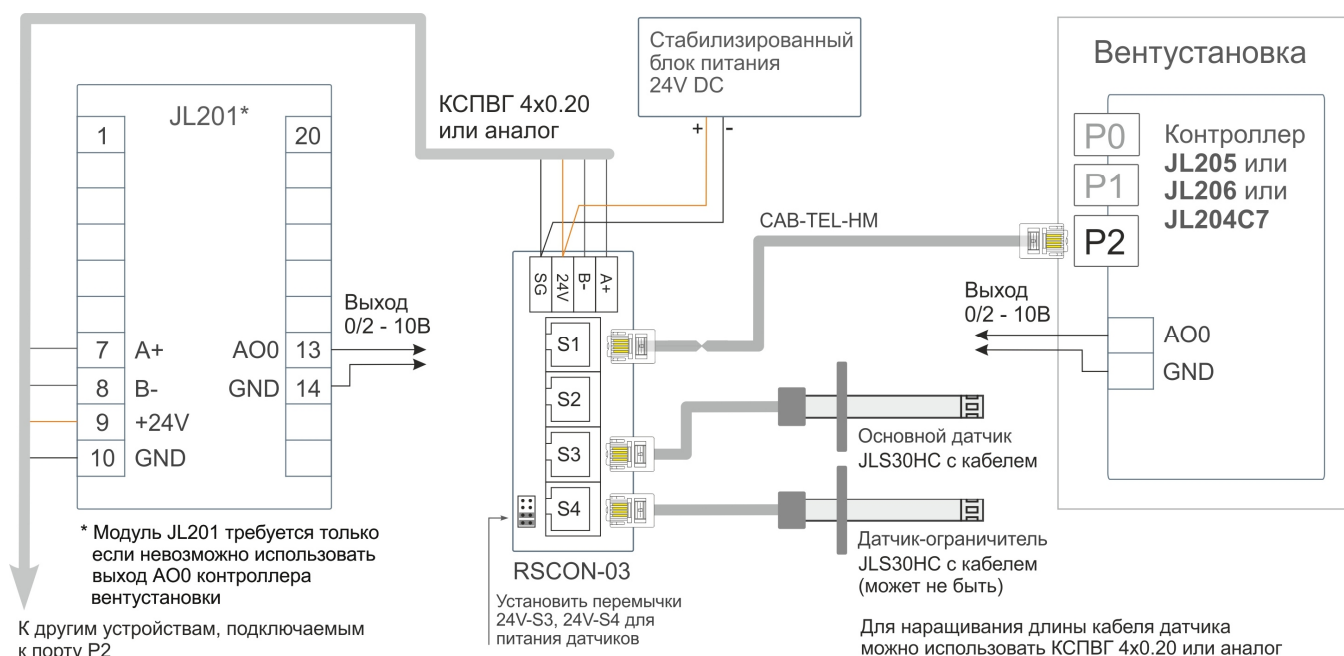 Стабилизированный
блок питания
24V DC
+ -
Вентустановка
КСПВГ 4x0.20
или аналог
JL201*
1
20
P0
P1
P2
Контроллер
JL205 или
JL206 или
JL204C7
CAB-TEL-HM
SG
24V
B-
A+
Выход
0/2 - 10В
7 A+
AO0 13
8 B-
GND 14
9 +24V
10 GND
S1
S2
S3
S4
Выход
0/2 - 10В
AO0
GND
Основной датчик
JLS30HC с кабелем
Датчик-ограничитель
JLS30HC с кабелем
(может не быть)
* Модуль JL201 требуется только
если невозможно использовать
выход AO0 контроллера
вентустановки
RSCON-03
Установить перемычки
24V-S3, 24V-S4 для
питания датчиков
К другим устройствам, подключаемым
к порту P2
Для наращивания длины кабеля датчика
можно использовать КСПВГ 4x0.20 или аналог